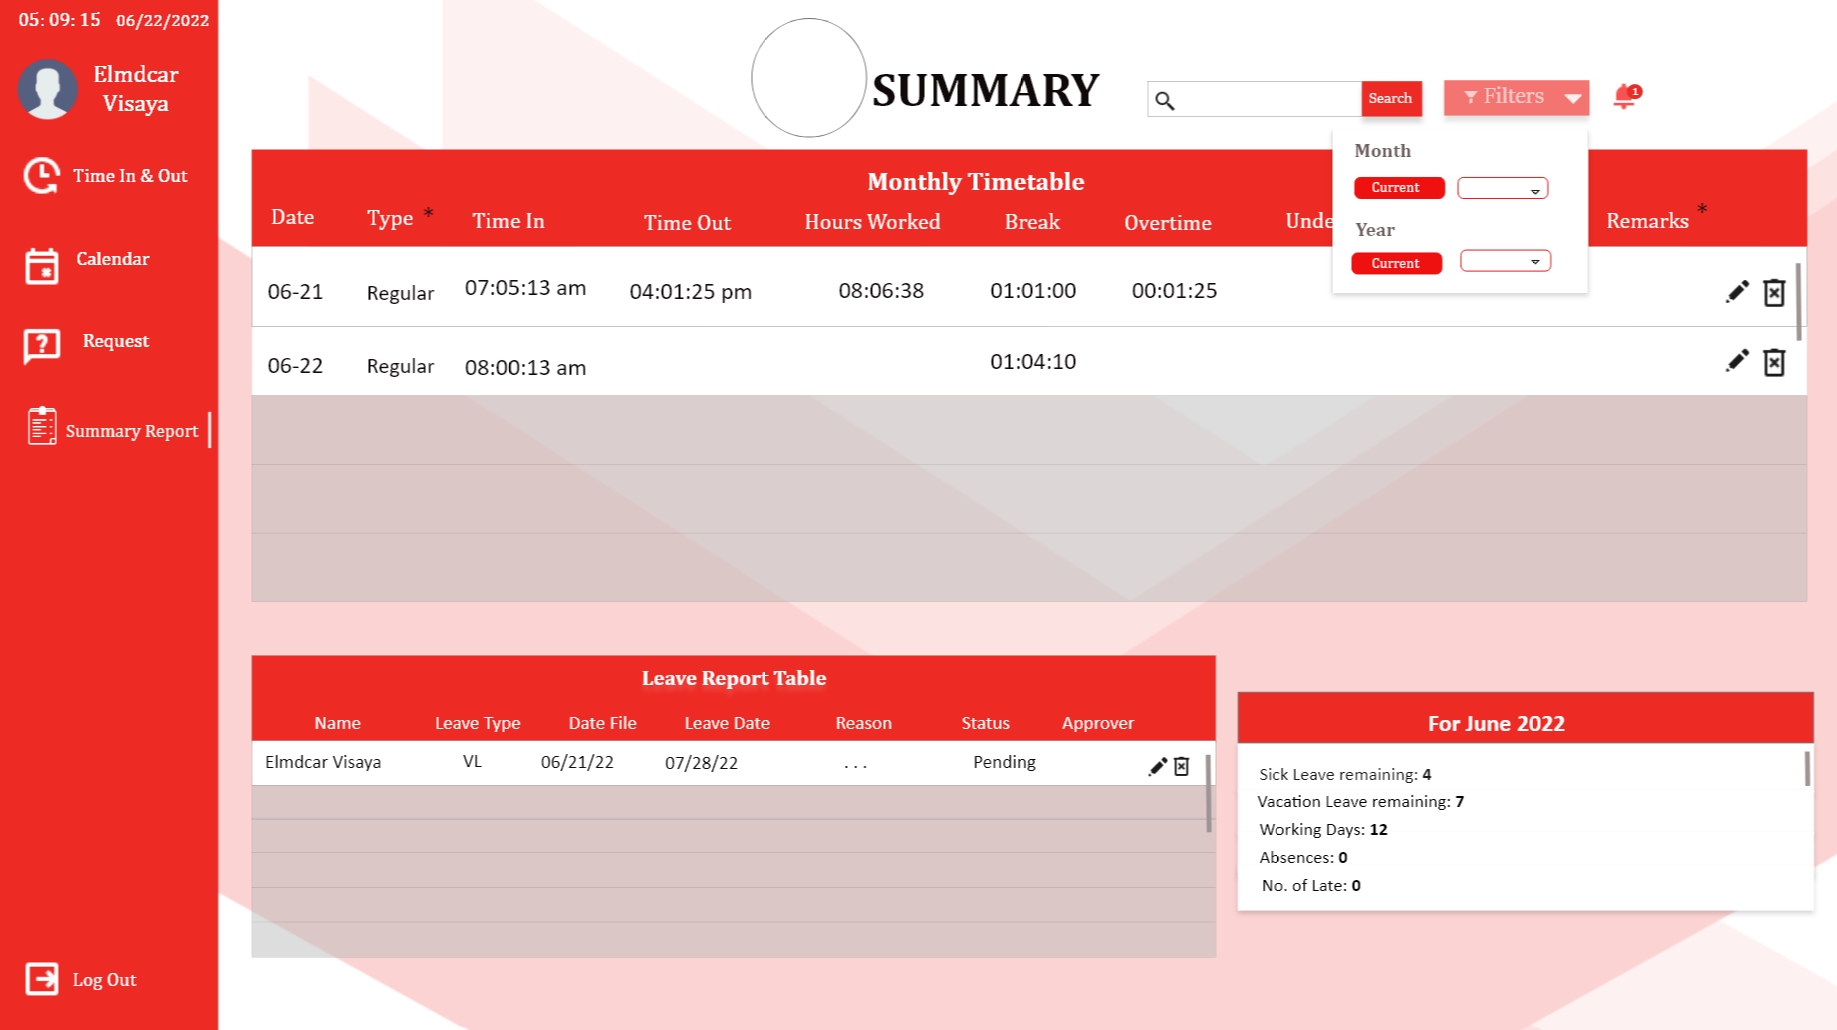 05: 09: 15 06/22/2022
Elmdcar
Visaya
Time In & Out
Calendar
Request
Summary Report
Log Out
SUMMARY
Search
Filters
1
Month
Current
Year
Current
Monthly Timetable
Date Type * Time In Time Out Hours Worked Break Overtime Unde Remarks *
06-21 Regular 07:05:13 am 04:01:25 pm 08:06:38 01:01:00 00:01:25
06-22 Regular 08:00:13 am 01:04:10
Leave Report Table
Name Leave Type Date File Leave Date Reason Status Approver
Elmdcar Visaya VL 06/21/22 07/28/22 . . . Pending
For June 2022
Sick Leave remaining: 4
Vacation Leave remaining: 7
Working Days: 12
Absences: 0
No. of Late: 0